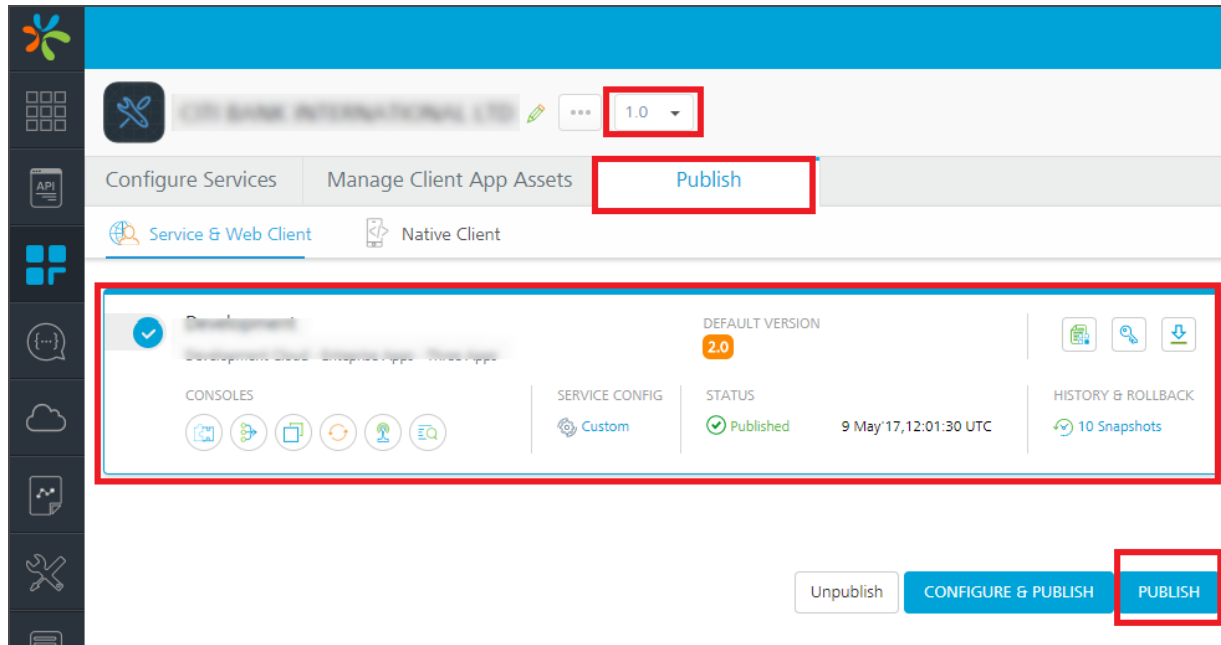 1.0
API
Configure Services Manage Client App Assets Publish
Service & Web Client Native Client
DEFAULT VERSION
2.0
CONSOLES SERVICE CONFIG STATUS HISTORY & ROLLBACK
Custom Published 9 May'17,12:01:30 UTC 10 Snapshots
Unpublish CONFIGURE & PUBLISH PUBLISH